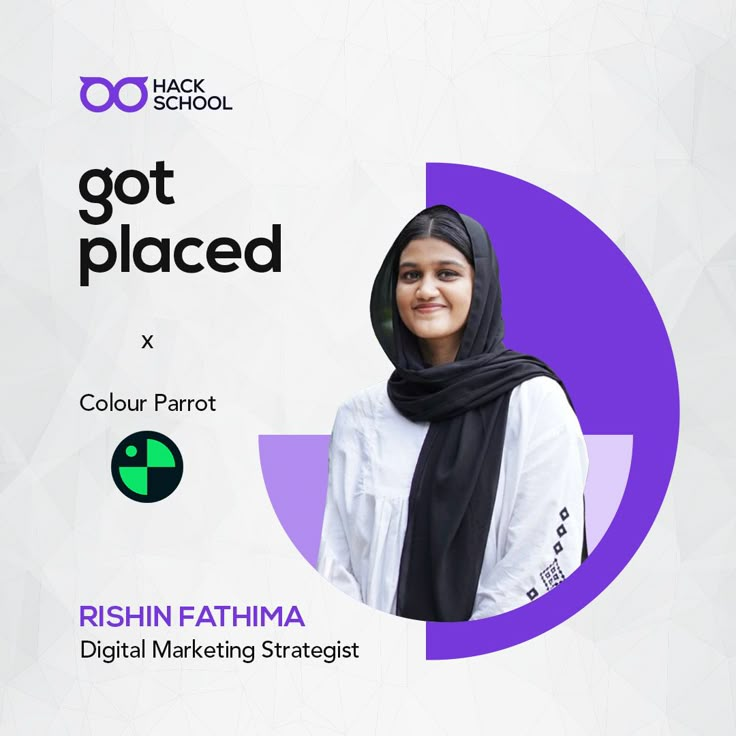 HACK
SCHOOL
got
placed
x
Colour Parrot
RISHIN FATHIMA
Digital Marketing Strategist